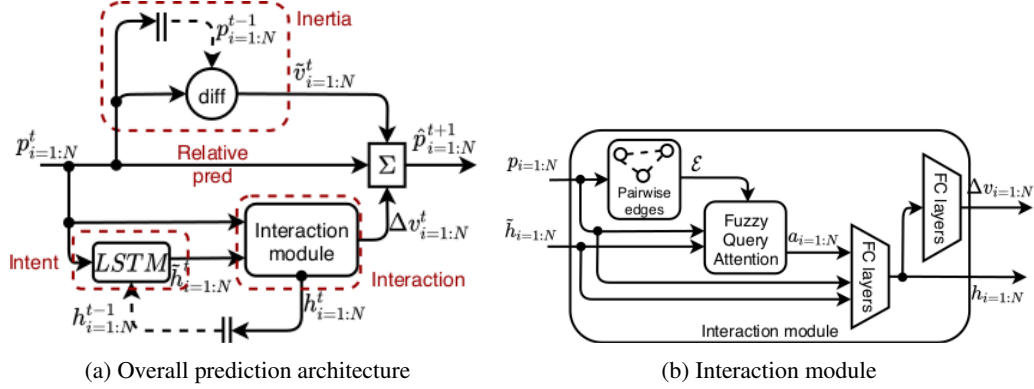 Inertia
p^{t-1}_{i=1:N}
diff
ṽ^t_{i=1:N}
p^t_{i=1:N}
Relative
pred
Σ
p̂^{t+1}_{i=1:N}
Interaction
module
Δv^t_{i=1:N}
Intent
LSTM
h̃^t_{i=1:N}
Interaction
h^{t-1}_{i=1:N}
h^t_{i=1:N}
(a) Overall prediction architecture
p_{i=1:N}
Pairwise
edges
ℰ
h̃_{i=1:N}
Fuzzy
Query
Attention
a_{i=1:N}
FC layers
FC layers
Δv_{i=1:N}
h_{i=1:N}
Interaction module
(b) Interaction module